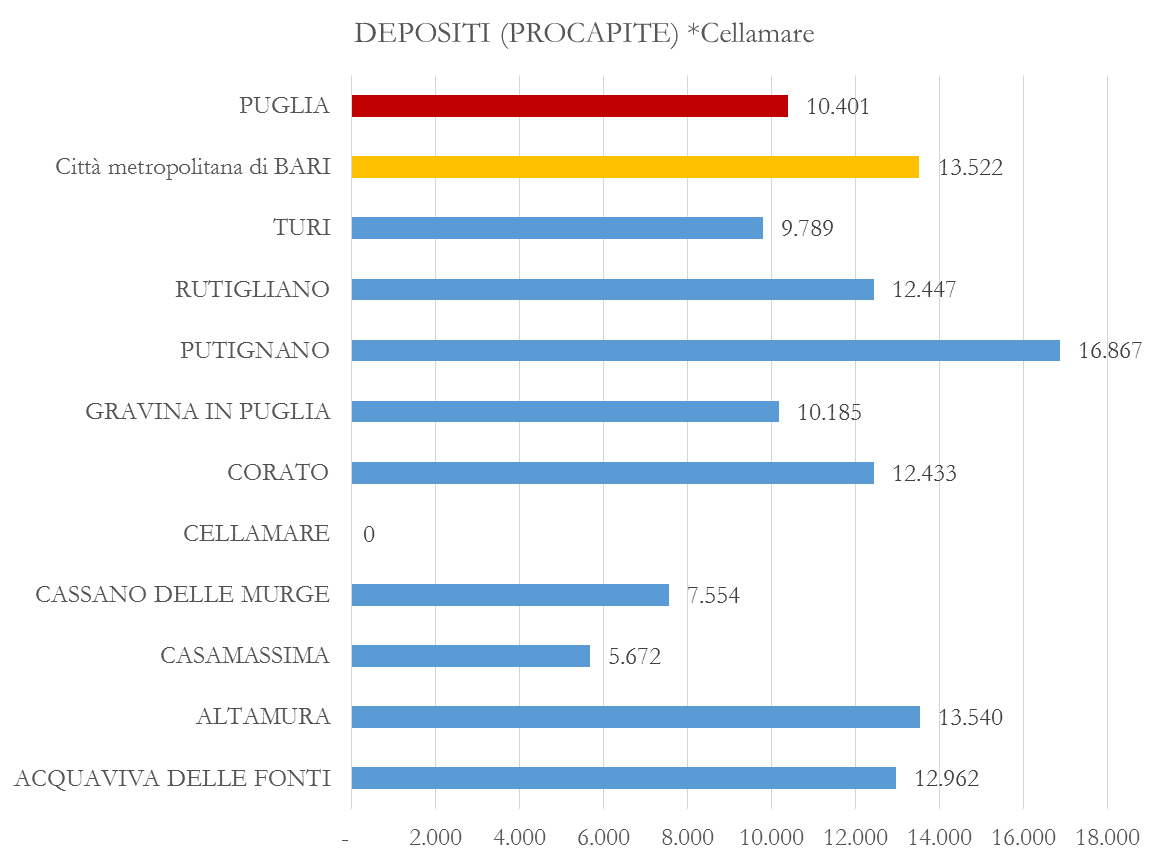 DEPOSITI (PROCAPITE) *Cellamare
PUGLIA 10.401
Città metropolitana di BARI 13.522
TURI 9.789
RUTIGLIANO 12.447
PUTIGNANO 16.867
GRAVINA IN PUGLIA 10.185
CORATO 12.433
CELLAMARE 0
CASSANO DELLE MURGE 7.554
CASAMASSIMA 5.672
ALTAMURA 13.540
ACQUAVIVA DELLE FONTI 12.962
- 2.000 4.000 6.000 8.000 10.000 12.000 14.000 16.000 18.000